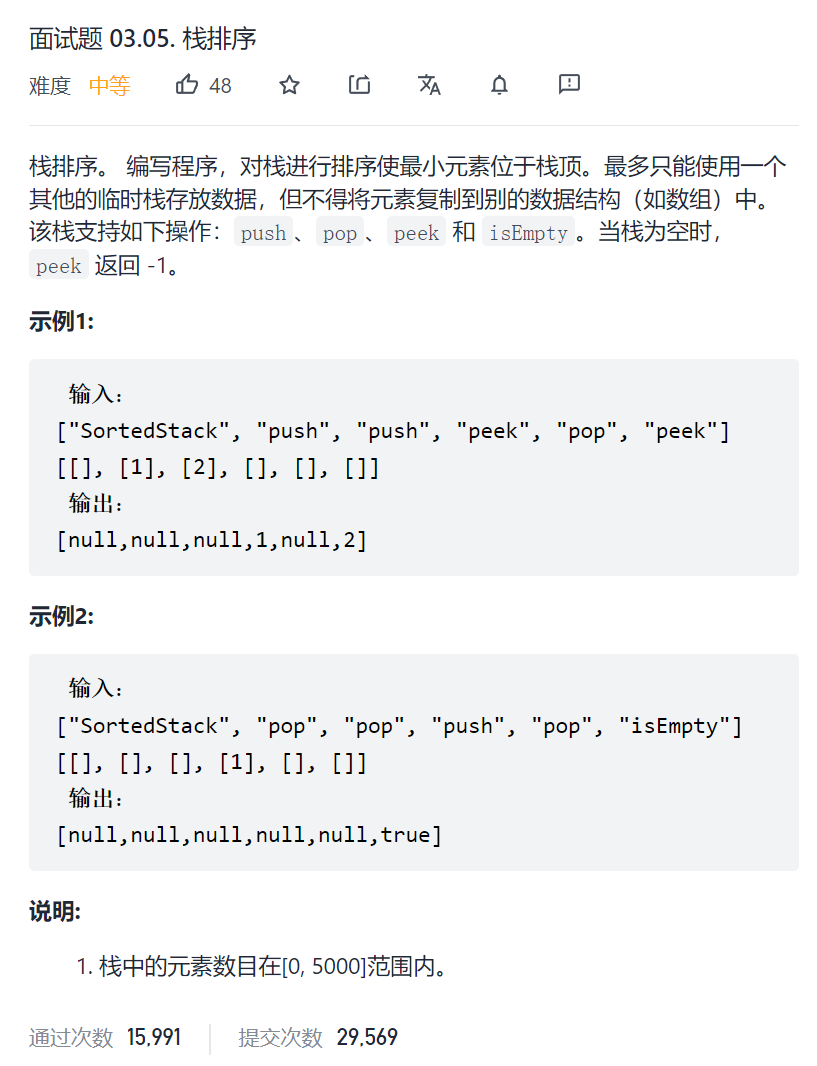 面试题 03.05. 栈排序
难度 中等 48
栈排序。 编写程序，对栈进行排序使最小元素位于栈顶。最多只能使用一个
其他的临时栈存放数据，但不得将元素复制到别的数据结构（如数组）中。
该栈支持如下操作：push、pop、peek 和 isEmpty。当栈为空时，
peek 返回 -1。
示例1:
输入：
["SortedStack", "push", "push", "peek", "pop", "peek"]
[[], [1], [2], [], [], []]
输出：
[null,null,null,1,null,2]
示例2:
输入：
["SortedStack", "pop", "pop", "push", "pop", "isEmpty"]
[[], [], [], [1], [], []]
输出：
[null,null,null,null,null,true]
说明:
1. 栈中的元素数目在[0, 5000]范围内。
通过次数 15,991 提交次数 29,569